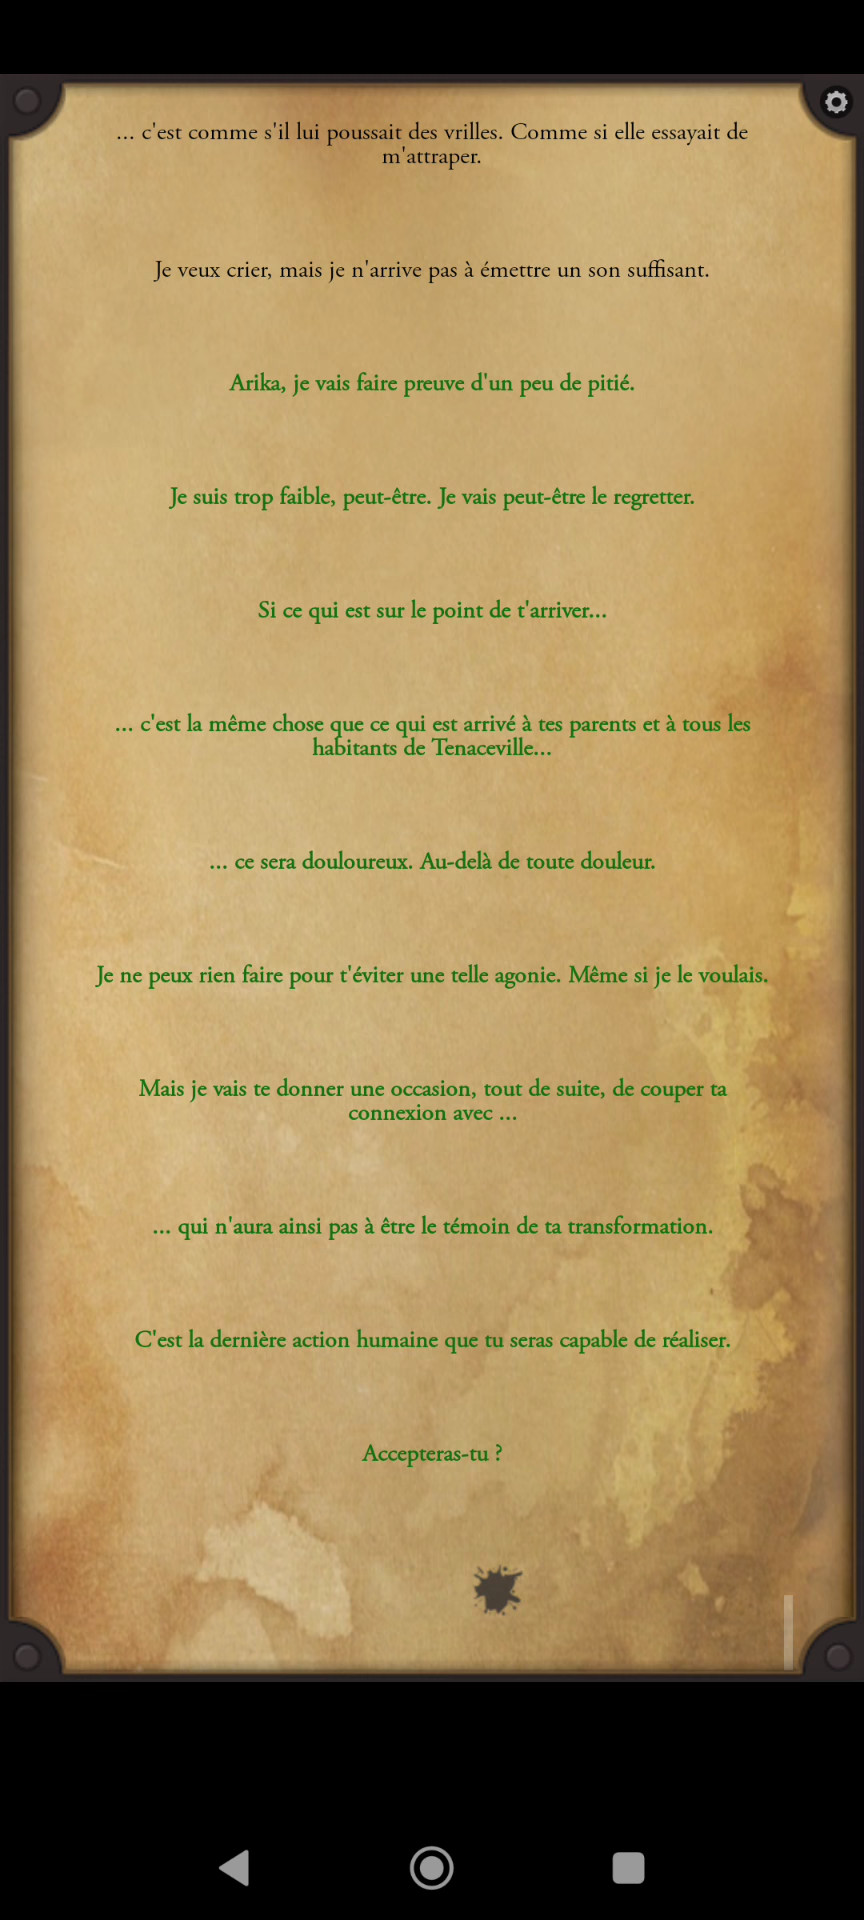 ... c'est comme s'il lui poussait des vrilles. Comme si elle essayait de
m'attraper.
Je veux crier, mais je n'arrive pas à émettre un son suffisant.
Arika, je vais faire preuve d'un peu de pitié.
Je suis trop faible, peut-être. Je vais peut-être le regretter.
Si ce qui est sur le point de t'arriver...
... c'est la même chose que ce qui est arrivé à tes parents et à tous les
habitants de Tenaceville...
... ce sera douloureux. Au-delà de toute douleur.
Je ne peux rien faire pour t'éviter une telle agonie. Même si je le voulais.
Mais je vais te donner une occasion, tout de suite, de couper ta
connexion avec ...
... qui n'aura ainsi pas à être le témoin de ta transformation.
C'est la dernière action humaine que tu seras capable de réaliser.
Accepteras-tu ?